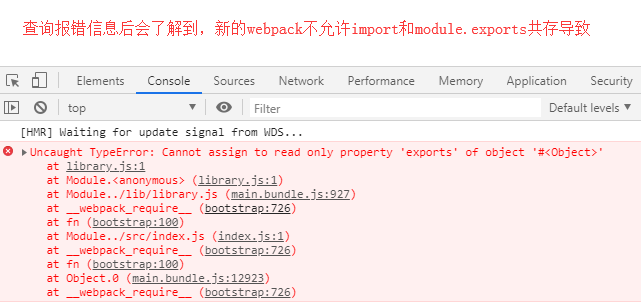 查询报错信息后会了解到，新的webpack不允许import和module.exports共存导致
Elements Console Sources Network Performance Memory Application Security
top Filter Default levels
[HMR] Waiting for update signal from WDS...
Uncaught TypeError: Cannot assign to read only property 'exports' of object '#<Object>'
at library.js:1
at Module.<anonymous> (library.js:1)
at Module../lib/library.js (main.bundle.js:927)
at __webpack_require__ (bootstrap:726)
at fn (bootstrap:100)
at Module../src/index.js (index.js:1)
at __webpack_require__ (bootstrap:726)
at fn (bootstrap:100)
at Object.0 (main.bundle.js:12923)
at __webpack_require__ (bootstrap:726)